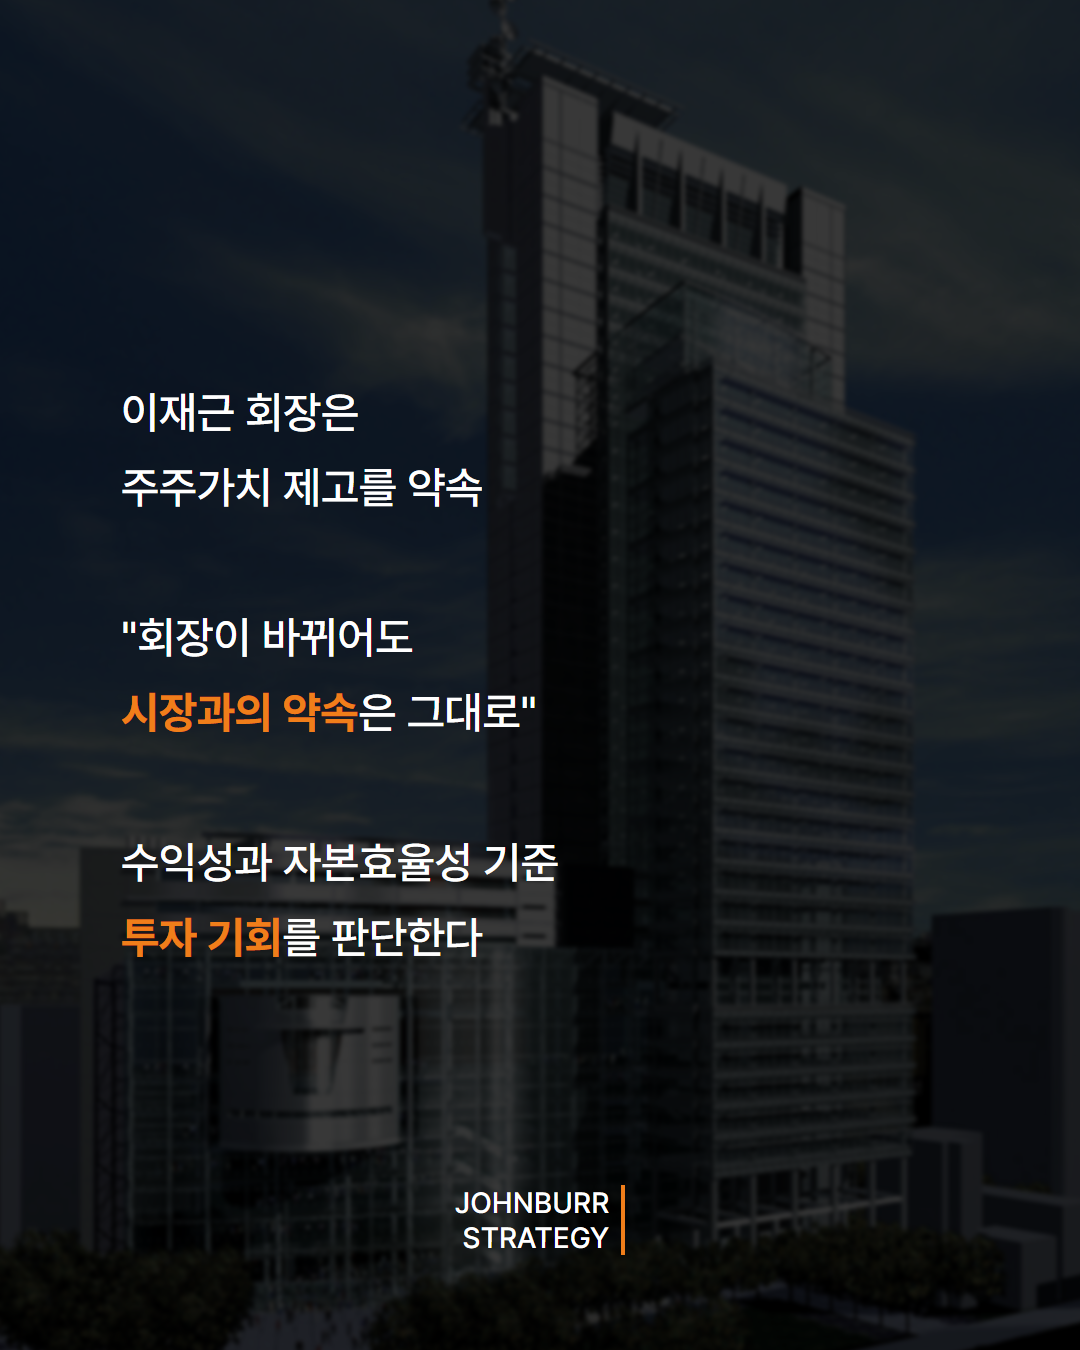 이재근 회장은
주주가치 제고를 약속
"회장이 바뀌어도
시장과의 약속은 그대로"
수익성과 자본효율성 기준
투자 기회를 판단한다
JOHNBURR
STRATEGY